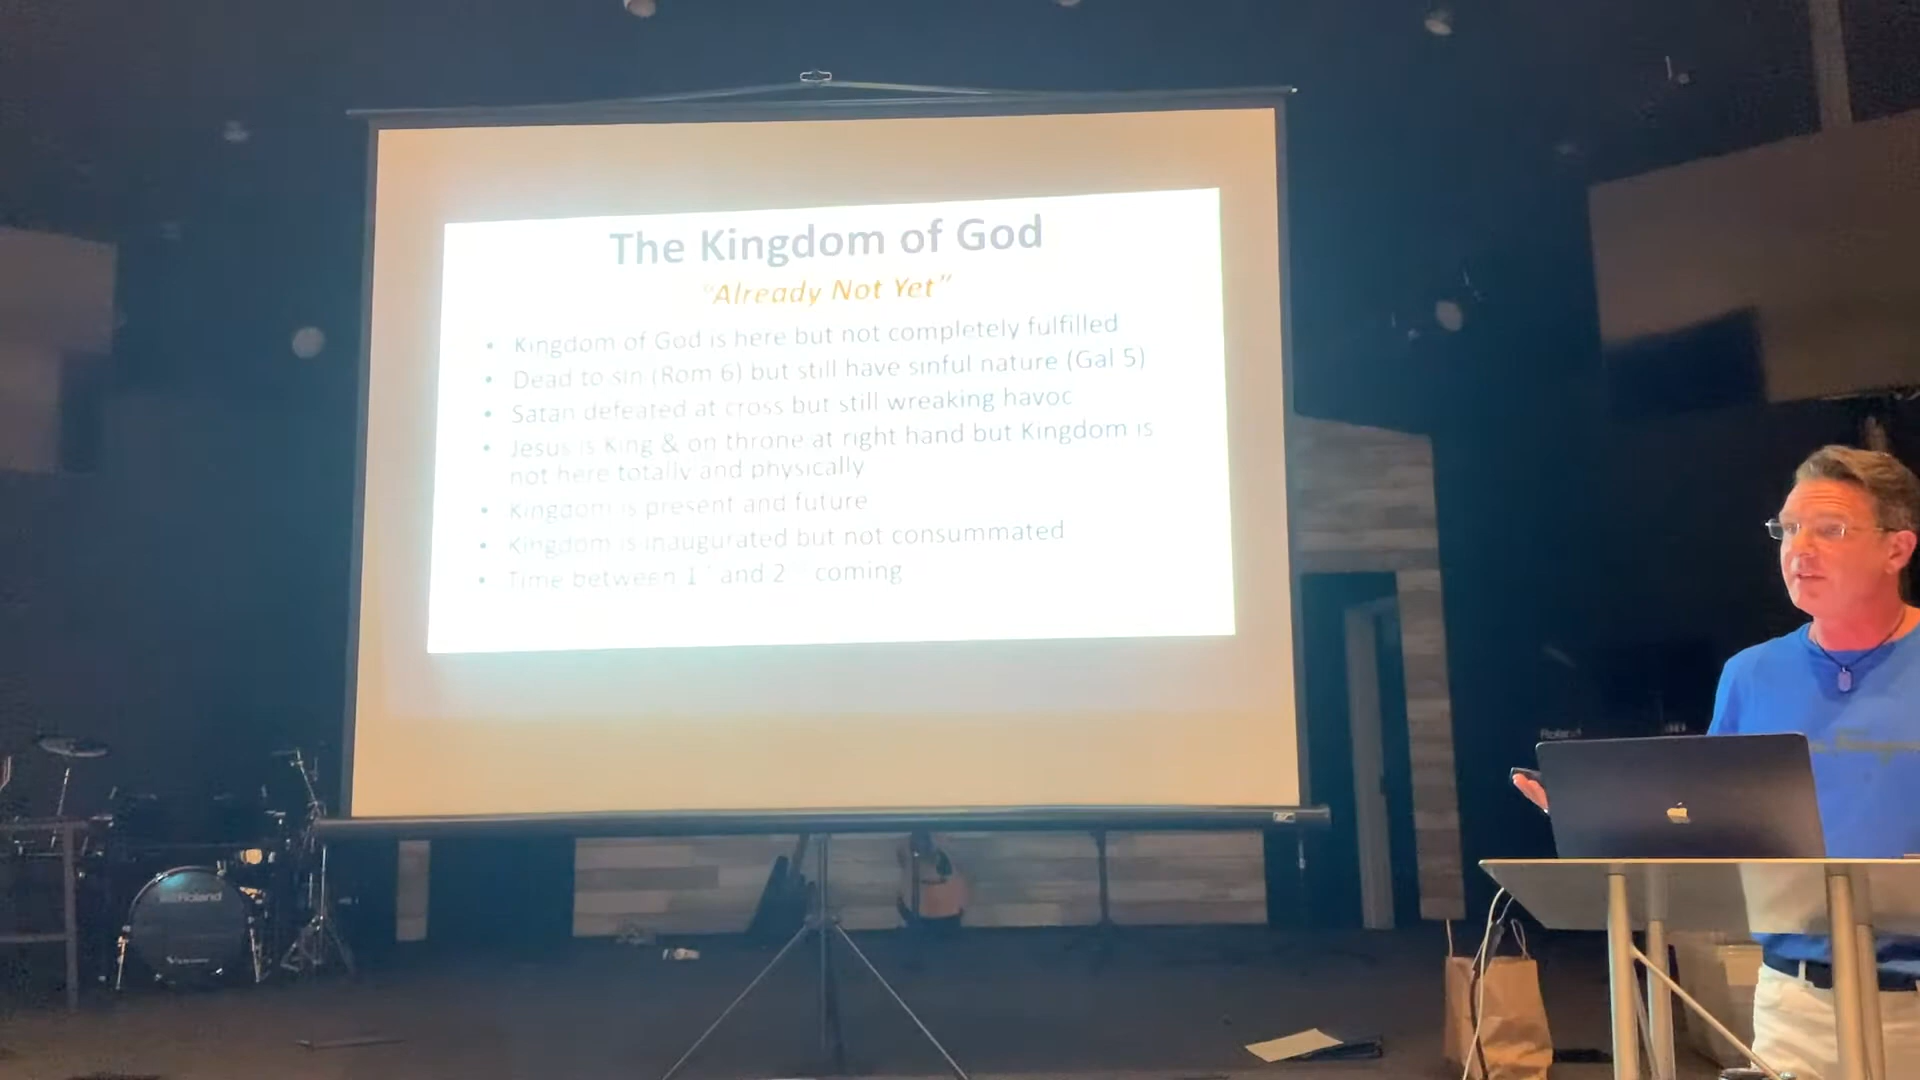 The Kingdom of God
"Already Not Yet"
• Kingdom of God is here but not completely fulfilled
• Dead to sin (Rom 6) but still have sinful nature (Gal 5)
• Satan defeated at cross but still wreaking havoc
• Jesus is King & on throne at right hand but Kingdom is
not here totally and physically
• Kingdom is present and future
• Kingdom is inaugurated but not consummated
• Time between 1st and 2 coming
Roland
Roland